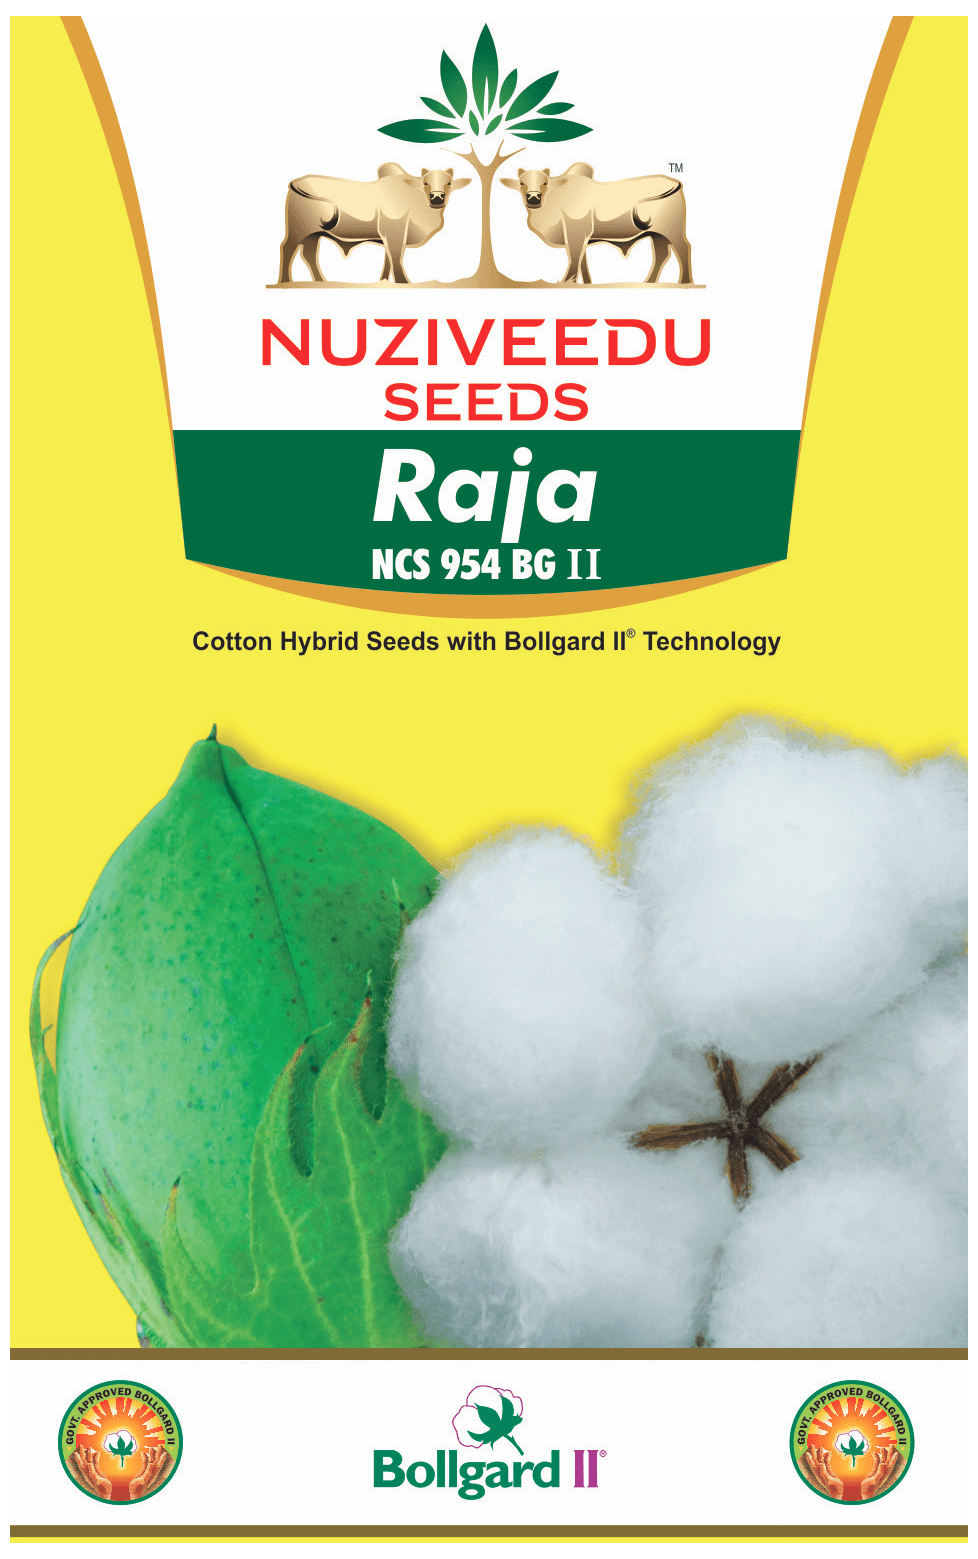 TM
NUZIVEEDU
SEEDS
Raja
NCS 954 BG II
Cotton Hybrid Seeds with Bollgard II® Technology
GOVT. APPROVED BOLLGARD II
Bollgard II®
GOVT. APPROVED BOLLGARD II